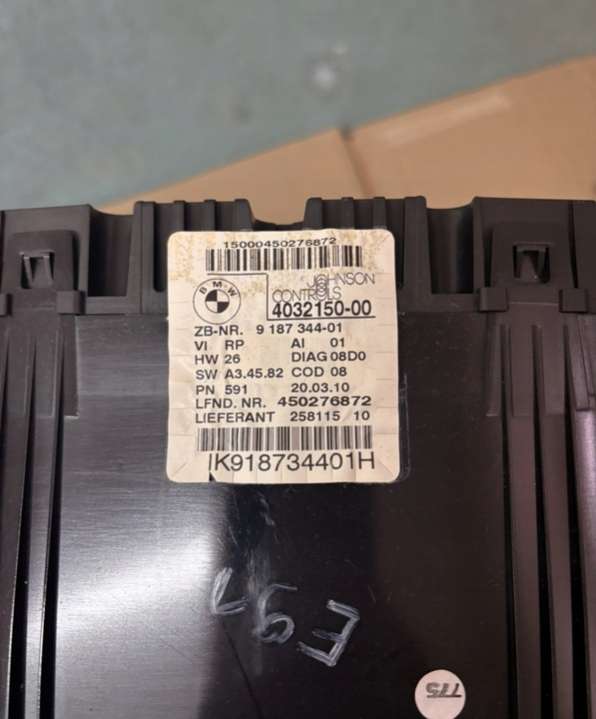 15000450276872
BMW
JOHNSON
CONTROLS
4032150-00
ZB-NR. 9 187 344-01
VI RP AI 01
HW 26 DIAG 08D0
SW A3.45.82 COD 08
PN 591 20.03.10
LFND. NR. 450276872
LIEFERANT 258115 10
IK918734401H
E97
775